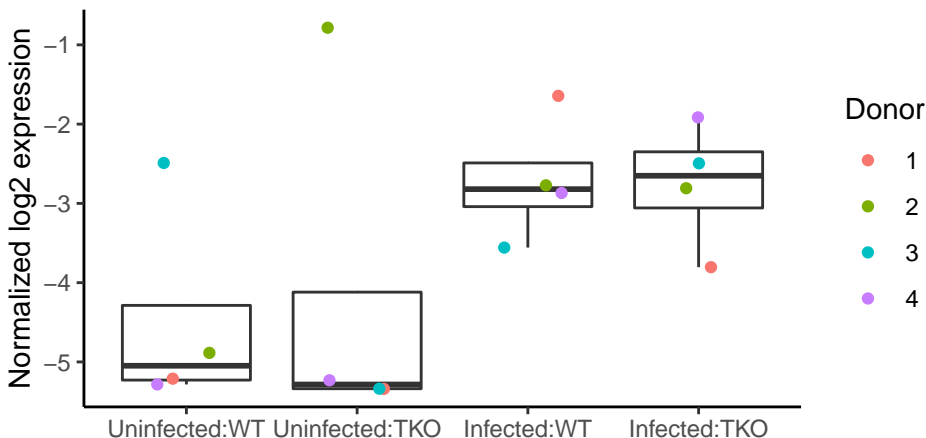 Normalized log2 expression
−1
−2
−3
−4
−5
Uninfected:WT
Uninfected:TKO
Infected:WT
Infected:TKO
Donor
1
2
3
4